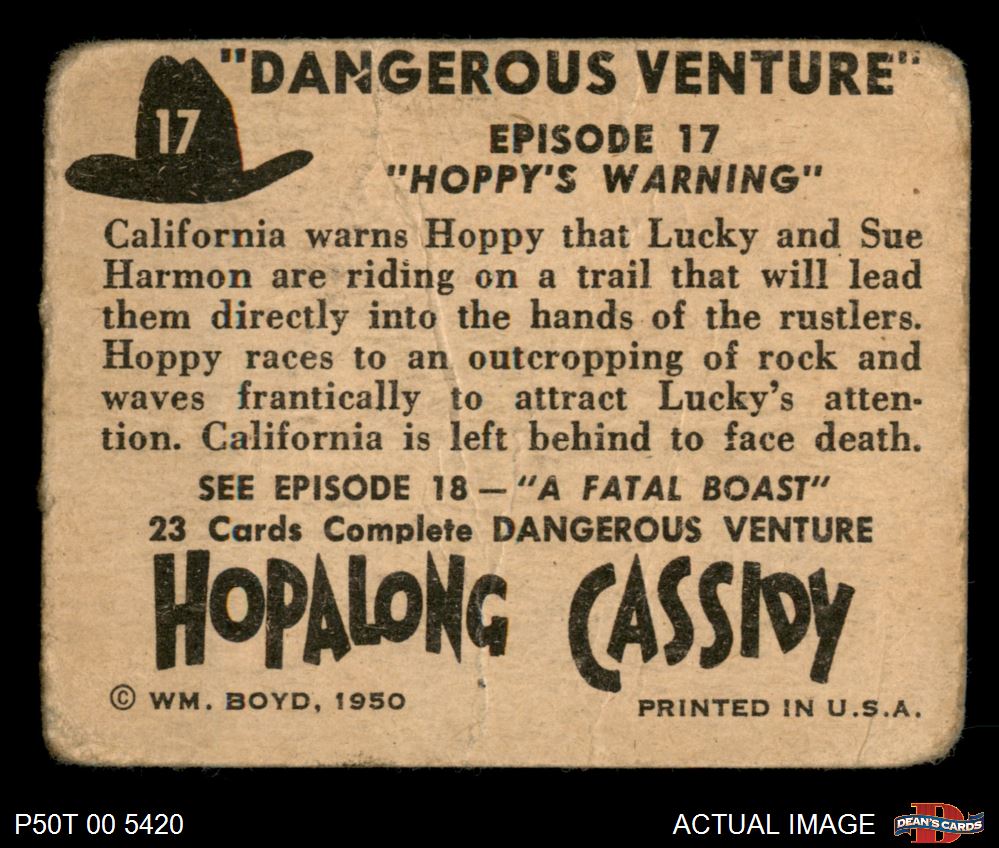 "DANGEROUS VENTURE"
17
EPISODE 17
"HOPPY'S WARNING"
California warns Hoppy that Lucky and Sue
Harmon are riding on a trail that will lead
them directly into the hands of the rustlers.
Hoppy races to an outcropping of rock and
waves frantically to attract Lucky's atten-
tion. California is left behind to face death.
SEE EPISODE 18 — "A FATAL BOAST"
23 Cards Complete DANGEROUS VENTURE
HOPALONG CASSIDY
© WM. BOYD, 1950
PRINTED IN U.S.A.
P50T 00 5420
ACTUAL IMAGE
D
DEAN'S CARDS